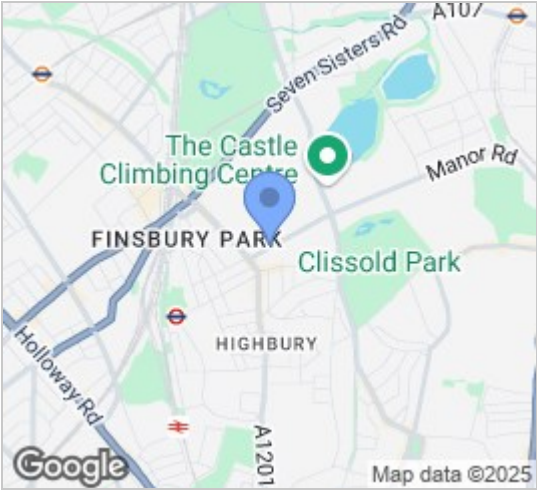 A107
Seven Sisters Rd
The Castle
Climbing Centre
Manor Rd
FINSBURY PARK
Clissold Park
HIGHBURY
Holloway Rd
A1201
Google
Map data ©2025